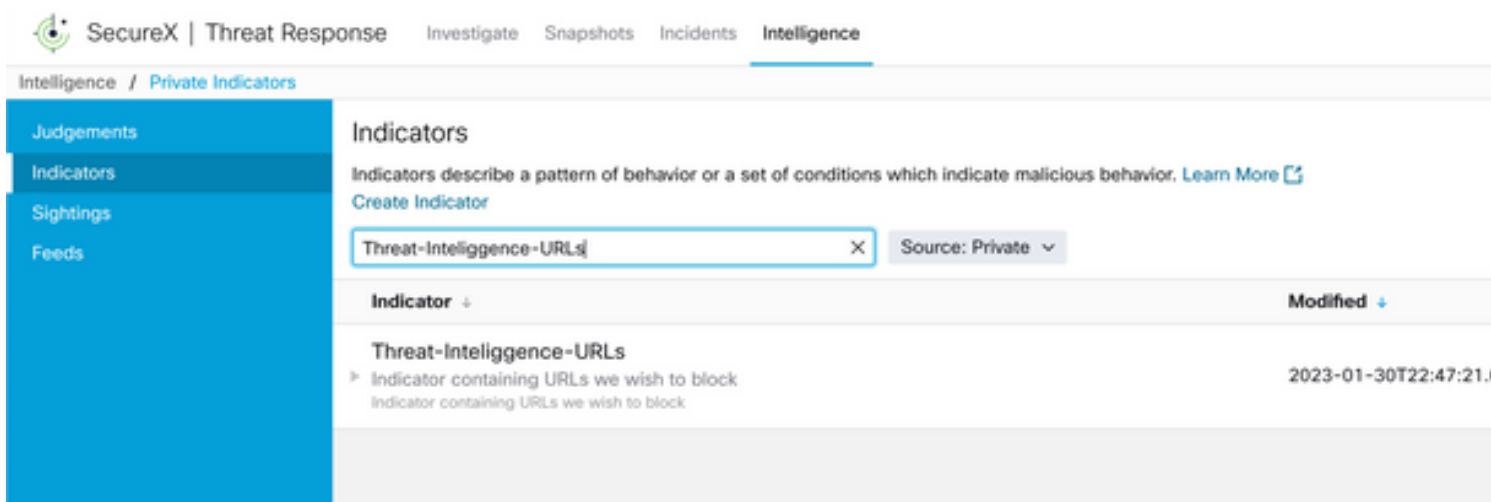 SecureX | Threat Response Investigate Snapshots Incidents Intelligence
Intelligence / Private Indicators
Judgements
Indicators
Sightings
Feeds
Indicators
Indicators describe a pattern of behavior or a set of conditions which indicate malicious behavior. Learn More
Create Indicator
Threat-Inteliggence-URLs Source: Private
Indicator Modified
Threat-Inteliggence-URLs
Indicator containing URLs we wish to block
Indicator containing URLs we wish to block
2023-01-30T22:47:21.